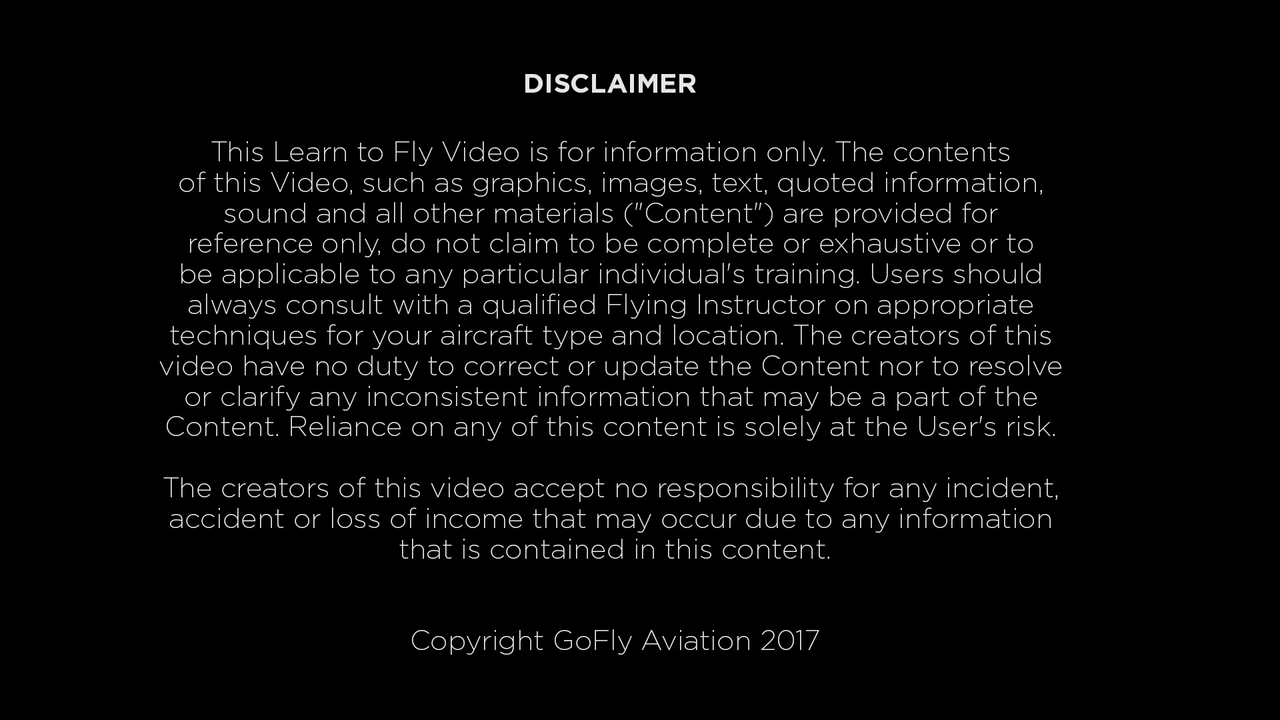 DISCLAIMER
This Learn to Fly Video is for information only. The contents
of this Video, such as graphics, images, text, quoted information,
sound and all other materials ("Content") are provided for
reference only, do not claim to be complete or exhaustive or to
be applicable to any particular individual's training. Users should
always consult with a qualified Flying Instructor on appropriate
techniques for your aircraft type and location. The creators of this
video have no duty to correct or update the Content nor to resolve
or clarify any inconsistent information that may be a part of the
Content. Reliance on any of this content is solely at the User's risk.
The creators of this video accept no responsibility for any incident,
accident or loss of income that may occur due to any information
that is contained in this content.
Copyright GoFly Aviation 2017